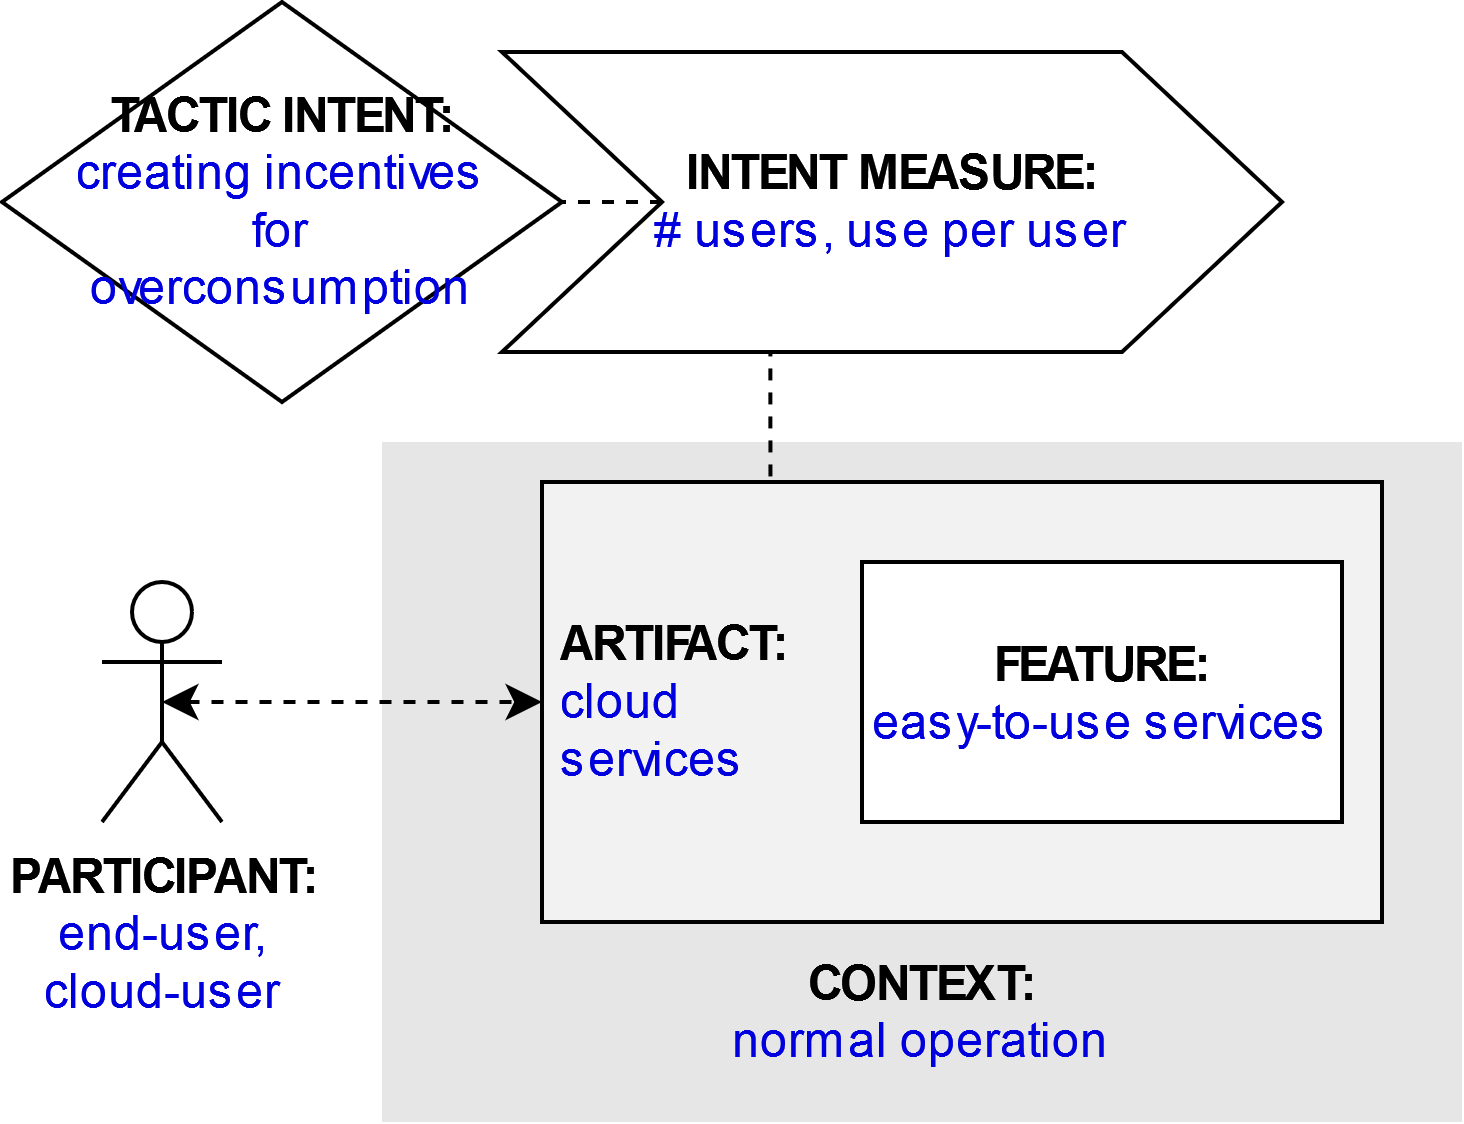 TACTIC INTENT:
creating incentives
for
overconsumption
INTENT MEASURE:
# users, use per user
ARTIFACT:
cloud
services
FEATURE:
easy-to-use services
PARTICIPANT:
end-user,
cloud-user
CONTEXT:
normal operation